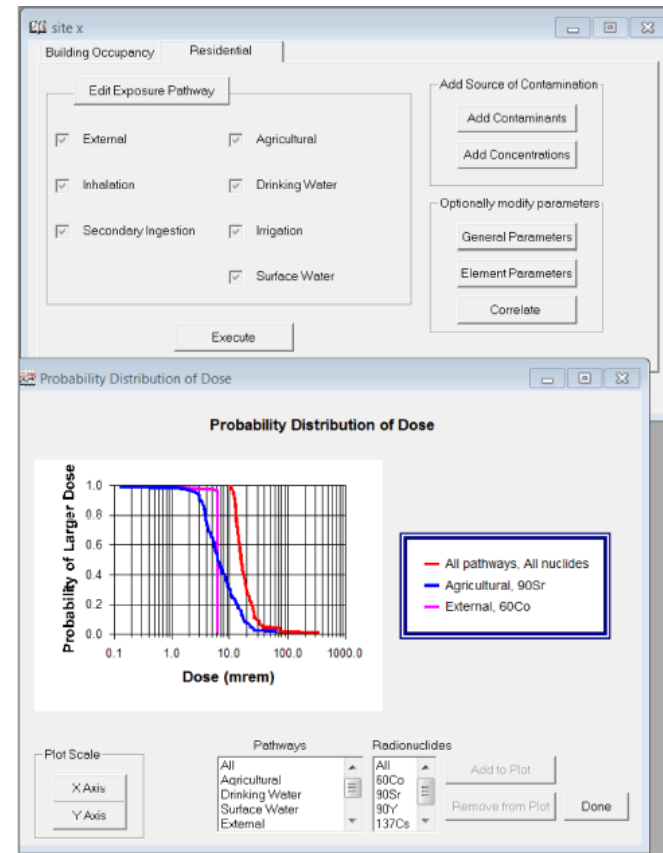 site x
Building Occupancy Residential
Edit Exposure Pathway
External Agricultural
Inhalation Drinking Water
Secondary Ingestion Irrigation
Surface Water
Execute
Add Source of Contamination
Add Contaminants
Add Concentrations
Optionally modify parameters
General Parameters
Element Parameters
Correlate
Probability Distribution of Dose
Probability Distribution of Dose
Probability of Larger Dose
1.0
0.8
0.6
0.4
0.2
0.0
0.1 1.0 10.0 100.0 1000.0
Dose (mrem)
All pathways, All nuclides
Agricultural, 90Sr
External, 60Co
Plot Scale
X Axis
Y Axis
Pathways
All
Agricultural
Drinking Water
Surface Water
External
Radionuclides
All
60Co
90Sr
90Y
137Cs
Add to Plot
Remove from Plot
Done